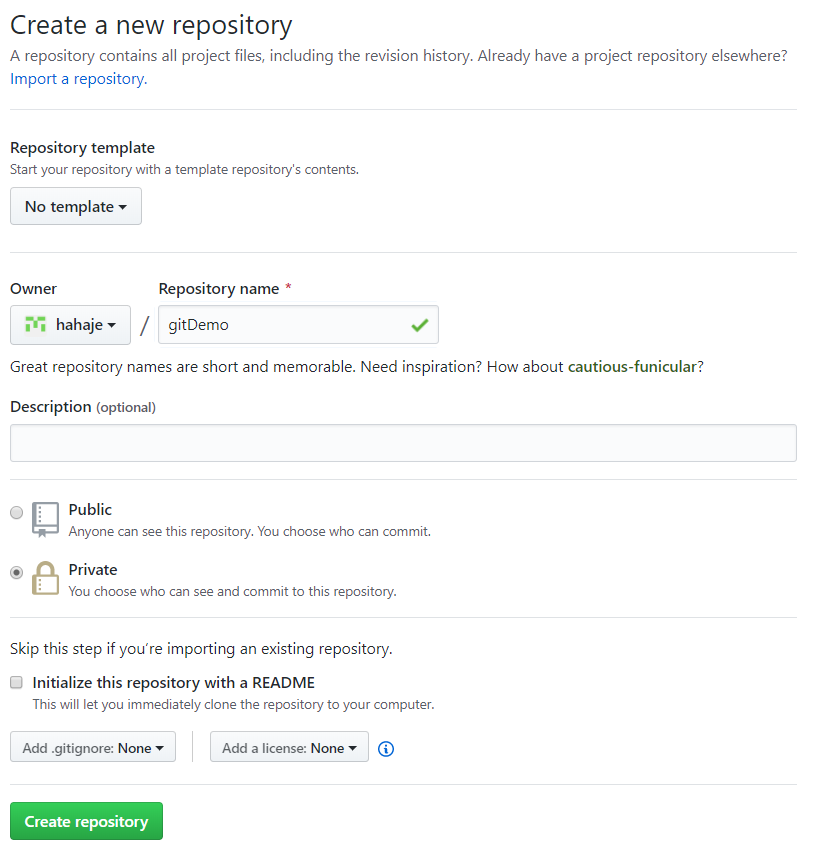 Create a new repository
A repository contains all project files, including the revision history. Already have a project repository elsewhere?
Import a repository.
Repository template
Start your repository with a template repository's contents.
No template
Owner
Repository name *
hahaje / gitDemo
Great repository names are short and memorable. Need inspiration? How about cautious-funicular?
Description (optional)
Public
Anyone can see this repository. You choose who can commit.
Private
You choose who can see and commit to this repository.
Skip this step if you’re importing an existing repository.
Initialize this repository with a README
This will let you immediately clone the repository to your computer.
Add .gitignore: None
Add a license: None
Create repository